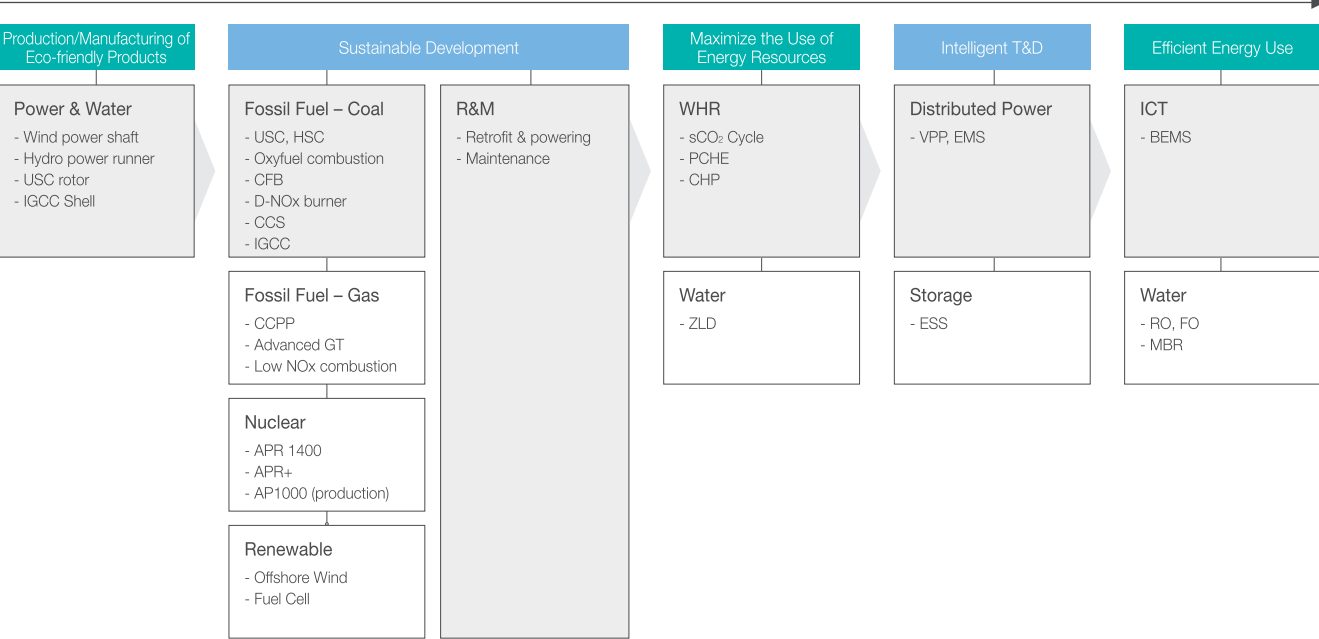 Production/Manufacturing of
Eco-friendly Products
Power & Water
- Wind power shaft
- Hydro power runner
- USC rotor
- IGCC Shell
Sustainable Development
Fossil Fuel – Coal
- USC, HSC
- Oxyfuel combustion
- CFB
- D-NOx burner
- CCS
- IGCC
Fossil Fuel – Gas
- CCPP
- Advanced GT
- Low NOx combustion
Nuclear
- APR 1400
- APR+
- AP1000 (production)
Renewable
- Offshore Wind
- Fuel Cell
R&M
- Retrofit & powering
- Maintenance
Maximize the Use of
Energy Resources
WHR
- sCO₂ Cycle
- PCHE
- CHP
Water
- ZLD
Intelligent T&D
Distributed Power
- VPP, EMS
Storage
- ESS
Efficient Energy Use
ICT
- BEMS
Water
- RO, FO
- MBR